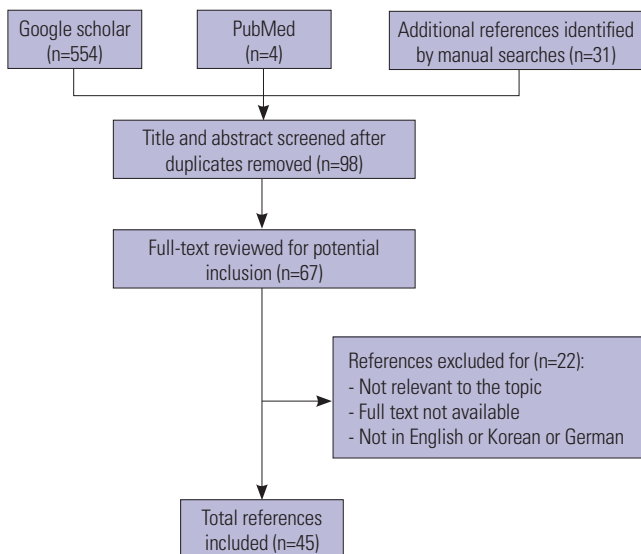 Google scholar
(n=554)
PubMed
(n=4)
Additional references identified
by manual searches (n=31)
Title and abstract screened after
duplicates removed (n=98)
Full-text reviewed for potential
inclusion (n=67)
References excluded for (n=22):
- Not relevant to the topic
- Full text not available
- Not in English or Korean or German
Total references
included (n=45)